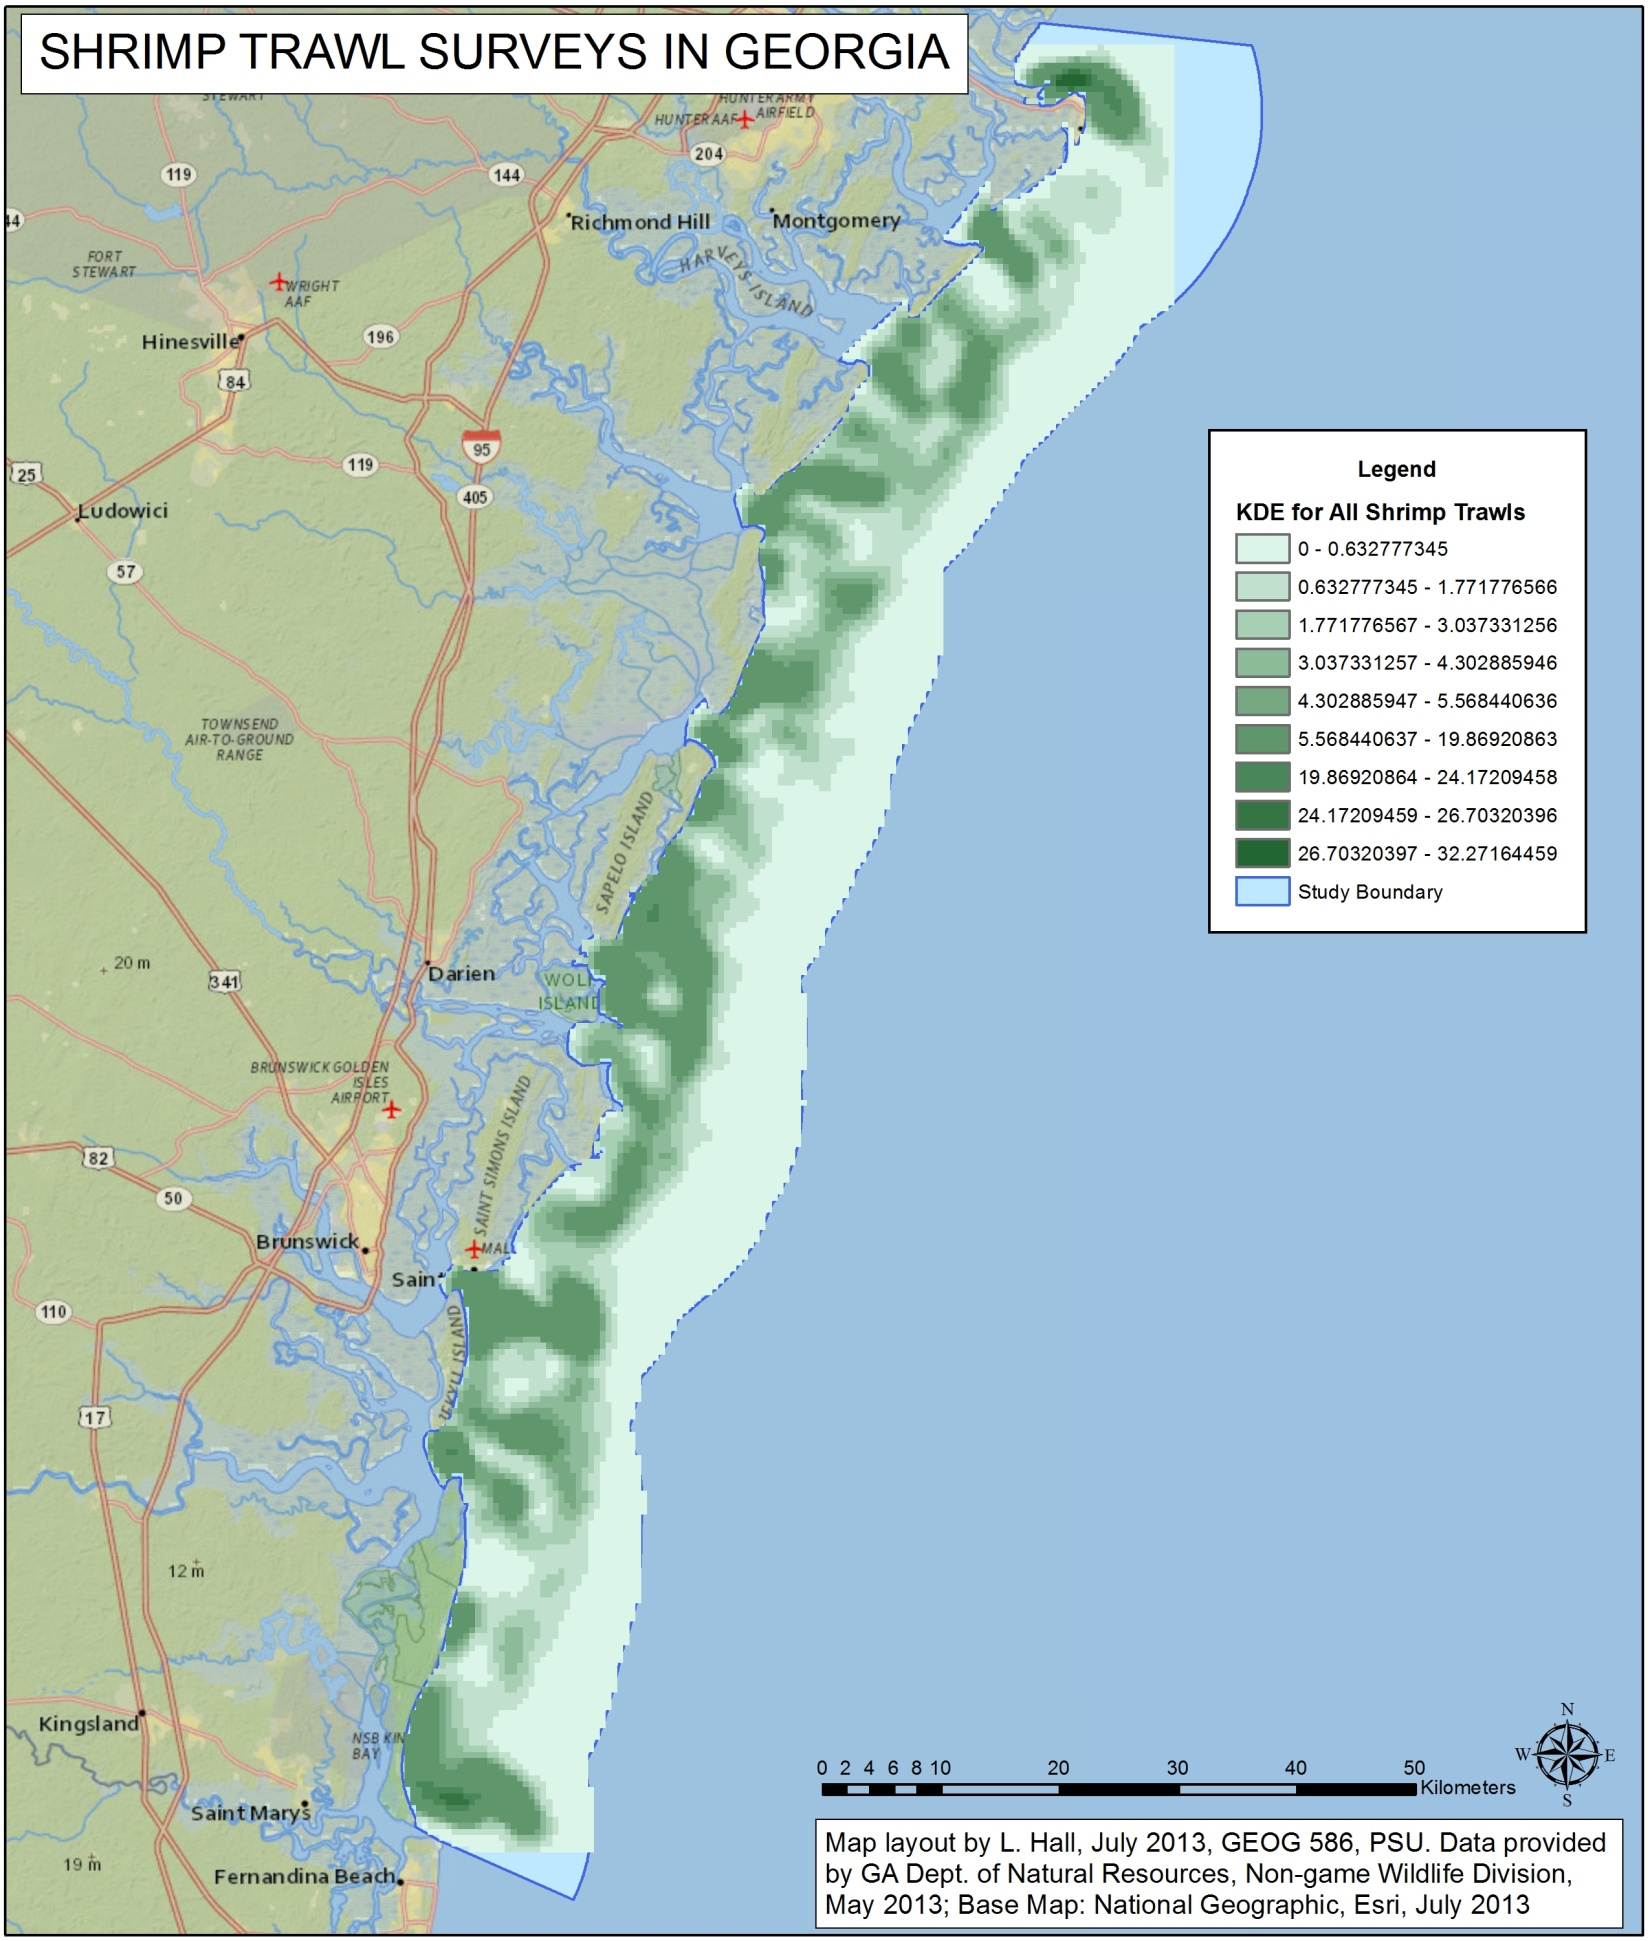 SHRIMP TRAWL SURVEYS IN GEORGIA
STEWART
HUNTER ARMY
AIRFIELD
HUNTER AAF
204
119
144
44
Richmond Hill
Montgomery
FORT
STEWART
HARVEYS ISLAND
WRIGHT
AAF
Hinesville
196
84
95
119
25
405
Ludowici
57
Legend
KDE for All Shrimp Trawls
0 - 0.632777345
0.632777345 - 1.771776566
1.771776567 - 3.037331256
3.037331257 - 4.302885946
4.302885947 - 5.568440636
5.568440637 - 19.86920863
19.86920864 - 24.17209458
24.17209459 - 26.70320396
26.70320397 - 32.27164459
Study Boundary
TOWNSEND
AIR-TO-GROUND
RANGE
SAPELO ISLAND
20 m
341
Darien
WOLF
ISLAND
BRUNSWICK GOLDEN
ISLES
AIRPORT
SAINT SIMONS ISLAND
82
50
Brunswick
MAL
Saint
110
JEKYLL ISLAND
17
12 m
Kingsland
NSB KIN
BAY
Saint Marys
19 m
Fernandina Beach
N
W E
S
0 2 4 6 8 10 20 30 40 50
Kilometers
Map layout by L. Hall, July 2013, GEOG 586, PSU. Data provided
by GA Dept. of Natural Resources, Non-game Wildlife Division,
May 2013; Base Map: National Geographic, Esri, July 2013